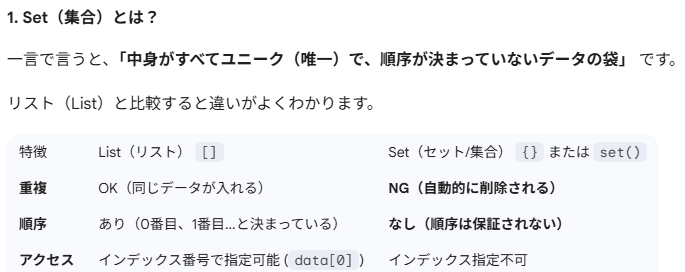 1. Set（集合）とは？
一言で言うと、「中身がすべてユニーク（唯一）で、順序が決まっていないデータの袋」 です。
リスト（List）と比較すると違いがよくわかります。
特徴 List（リスト） [] Set（セット/集合） {} または set()
重複 OK（同じデータが入れる） NG（自動的に削除される）
順序 あり（0番目、1番目...と決まっている） なし（順序は保証されない）
アクセス インデックス番号で指定可能 ( data[0] ) インデックス指定不可